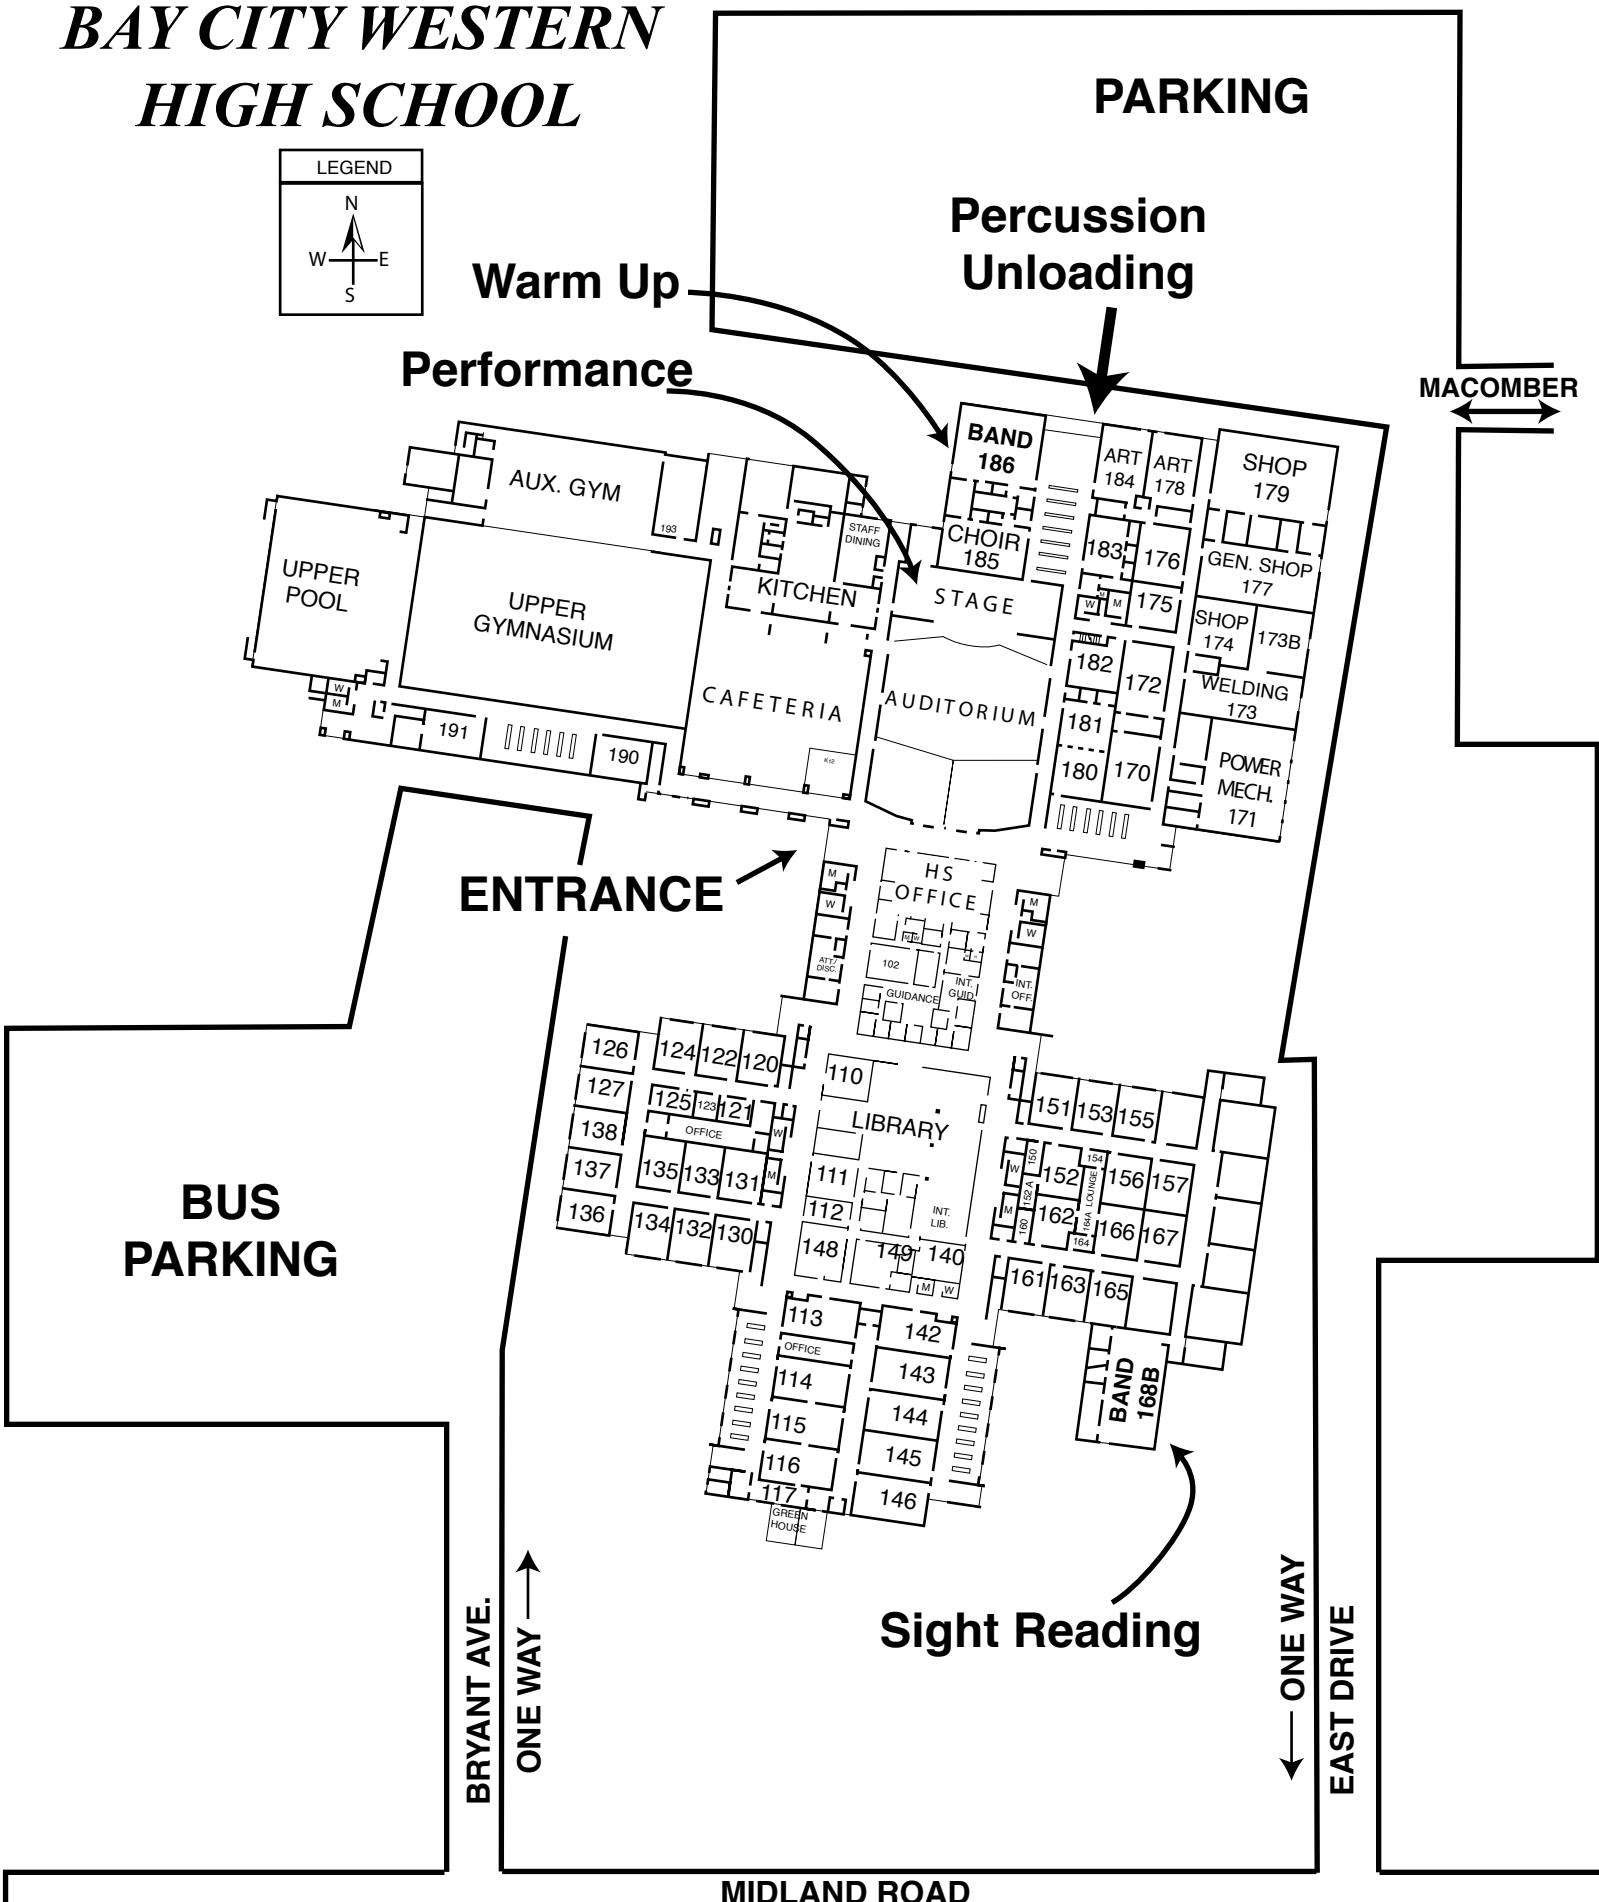 BAY CITY WESTERN
HIGH SCHOOL
LEGEND
N
W
E
S
PARKING
Percussion
Unloading
Warm Up
Performance
MACOMBER
BAND
186
ART
184
ART
178
SHOP
179
AUX. GYM
193
STAFF
DINING
CHOIR
185
183
176
GEN. SHOP
177
UPPER
POOL
UPPER
GYMNASIUM
KITCHEN
STAGE
W
M
M
175
SHOP
174
173B
182
172
WELDING
173
W
M
CAFETERIA
AUDITORIUM
191
190
181
180
170
POWER
MECH.
171
ENTRANCE
HS
OFFICE
M
W
M
W
M
W
ATT./
DISC.
102
INT.
GUID.
GUIDANCE
INT.
OFF.
126
124
122
120
110
127
125
123
121
138
OFFICE
W
LIBRARY
151
153
155
137
135
133
131
M
111
W
150
152
154
156
157
152 A
LOUNGE
136
134
132
130
112
INT.
LIB.
M
160
162
164A
164
166
167
148
149
140
M
W
161
163
165
BUS
PARKING
113
142
OFFICE
143
114
144
115
145
116
117
146
GREEN
HOUSE
BAND
168B
Sight Reading
BRYANT AVE.
ONE WAY
ONE WAY
EAST DRIVE
MIDLAND ROAD